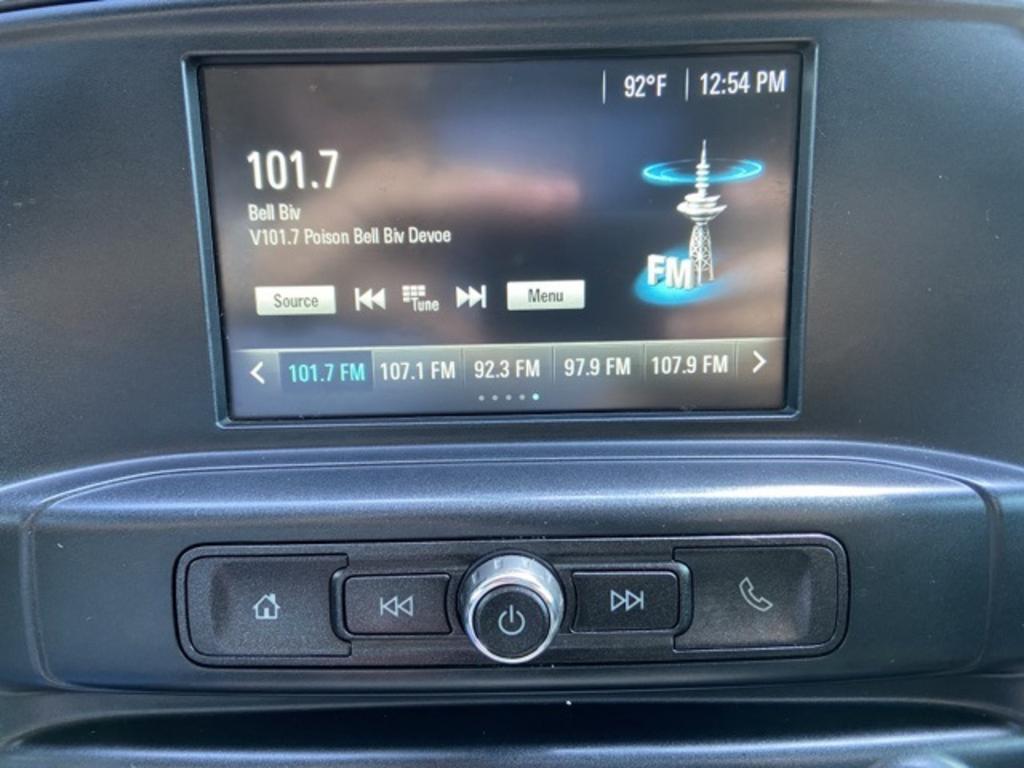 92°F 12:54 PM
101.7
Bell Biv
V101.7 Poison Bell Biv Devoe
FM
Source Tune Menu
101.7 FM 107.1 FM 92.3 FM 97.9 FM 107.9 FM